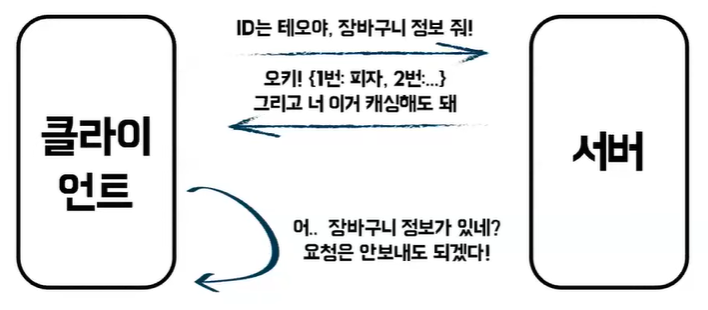 ID는 테오야, 장바구니 정보 줘!
오키! {1번: 피자, 2번:...}
그리고 너 이거 캐싱해도 돼
클라이
언트
서버
어.. 장바구니 정보가 있네?
요청은 안보내도 되겠다!